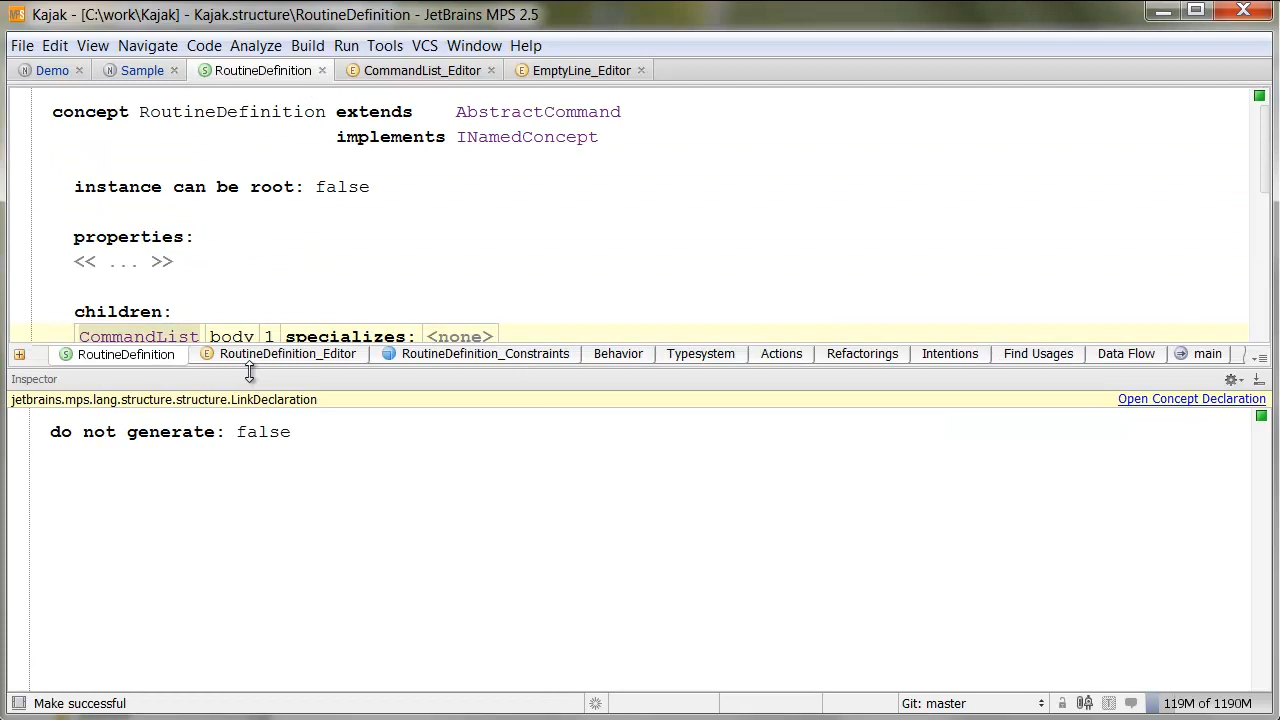 MPS Kajak - [C:\work\Kajak] - Kajak.structure\RoutineDefinition - JetBrains MPS 2.5
File Edit View Navigate Code Analyze Build Run Tools VCS Window Help
N Demo N Sample S RoutineDefinition E CommandList_Editor E EmptyLine_Editor
concept RoutineDefinition extends AbstractCommand
implements INamedConcept
instance can be root: false
properties:
<< ... >>
children:
CommandList body 1 specializes: <none>
S RoutineDefinition E RoutineDefinition_Editor RoutineDefinition_Constraints Behavior Typesystem Actions Refactorings Intentions Find Usages Data Flow main
Inspector
jetbrains.mps.lang.structure.structure.LinkDeclaration Open Concept Declaration
do not generate: false
Make successful Git: master 119M of 1190M